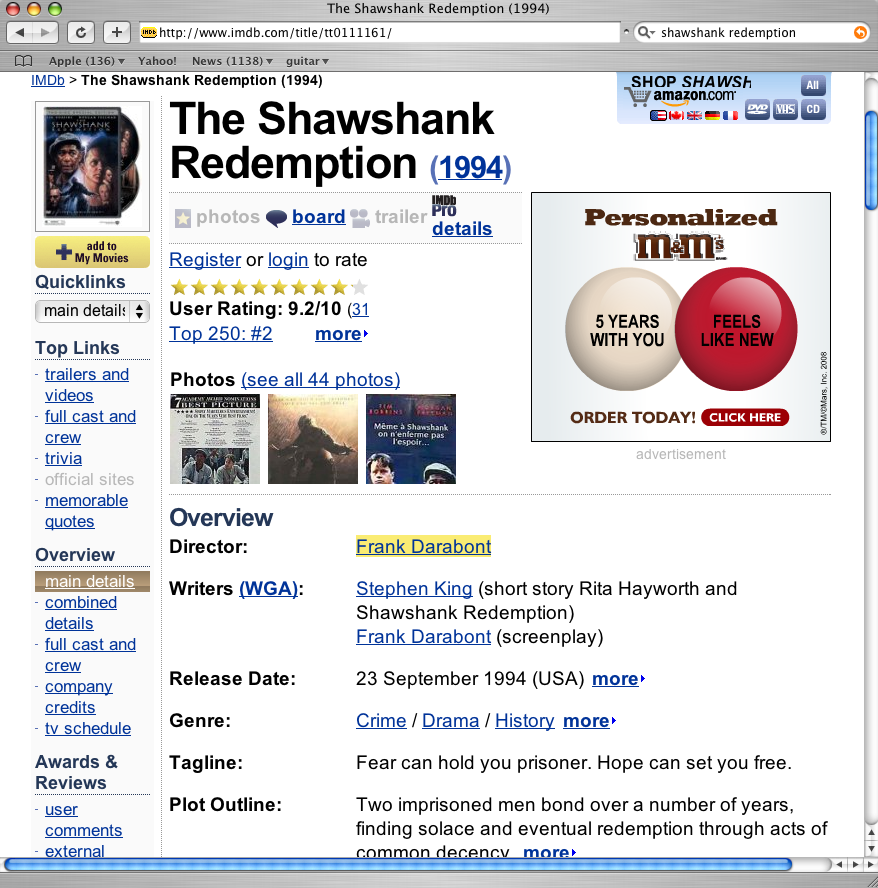 The Shawshank Redemption (1994)
IMDb http://www.imdb.com/title/tt0111161/
shawshank redemption
Apple (136) Yahoo! News (1138) guitar
IMDb > The Shawshank Redemption (1994)
SHOP SHAWSH
amazon.com
All
DVD VHS CD
The Shawshank
Redemption (1994)
SHAWSHANK
REDEMPTION
add to
My Movies
Quicklinks
main details
Top Links
- trailers and
videos
- full cast and
crew
- trivia
- official sites
- memorable
quotes
Overview
main details
- combined
details
- full cast and
crew
- company
credits
- tv schedule
Awards &
Reviews
- user
comments
- external
photos board trailer IMDb Pro details
Register or login to rate
User Rating: 9.2/10 (31
Top 250: #2 more
Photos (see all 44 photos)
7 ACADEMY AWARD NOMINATIONS
BEST PICTURE
TIM ROBBINS MORGAN FREEMAN
Même à Shawshank
on n'enferme pas
l'espoir...
Personalized
m&m's
5 YEARS
WITH YOU
FEELS
LIKE NEW
ORDER TODAY! CLICK HERE
®/TM©Mars, Inc. 2008
advertisement
Overview
Director: Frank Darabont
Writers (WGA): Stephen King (short story Rita Hayworth and
Shawshank Redemption)
Frank Darabont (screenplay)
Release Date: 23 September 1994 (USA) more
Genre: Crime / Drama / History more
Tagline: Fear can hold you prisoner. Hope can set you free.
Plot Outline: Two imprisoned men bond over a number of years,
finding solace and eventual redemption through acts of
common decency. more